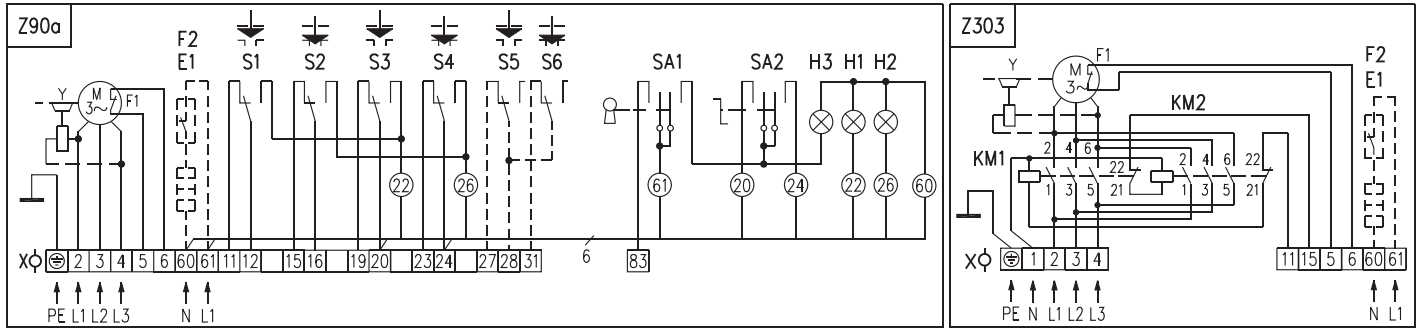 Z90a
F2
E1 S1 S2 S3 S4 S5 S6 SA1 SA2 H3 H1 H2
Y M 3~ F1
22 26 61 20 24 22 26 60
6
X 2 3 4 5 6 60 61 11 12 15 16 19 20 23 24 27 28 31 83
PE L1 L2 L3 N L1
Z303
F1
Y M 3~
F2
E1
KM2
KM1
2 4 6 22 2 4 6 22
1 3 5 21 1 3 5 21
X 1 2 3 4 11 15 5 6 60 61
PE N L1 L2 L3 N L1